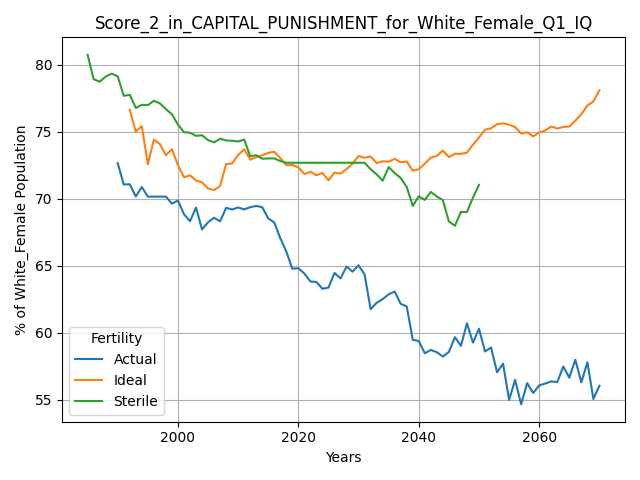 Score_2_in_CAPITAL_PUNISHMENT_for_White_Female_Q1_IQ
% of White_Female Population
80
75
70
65
60
55
Fertility
Actual
Ideal
Sterile
2000
2020
2040
2060
Years